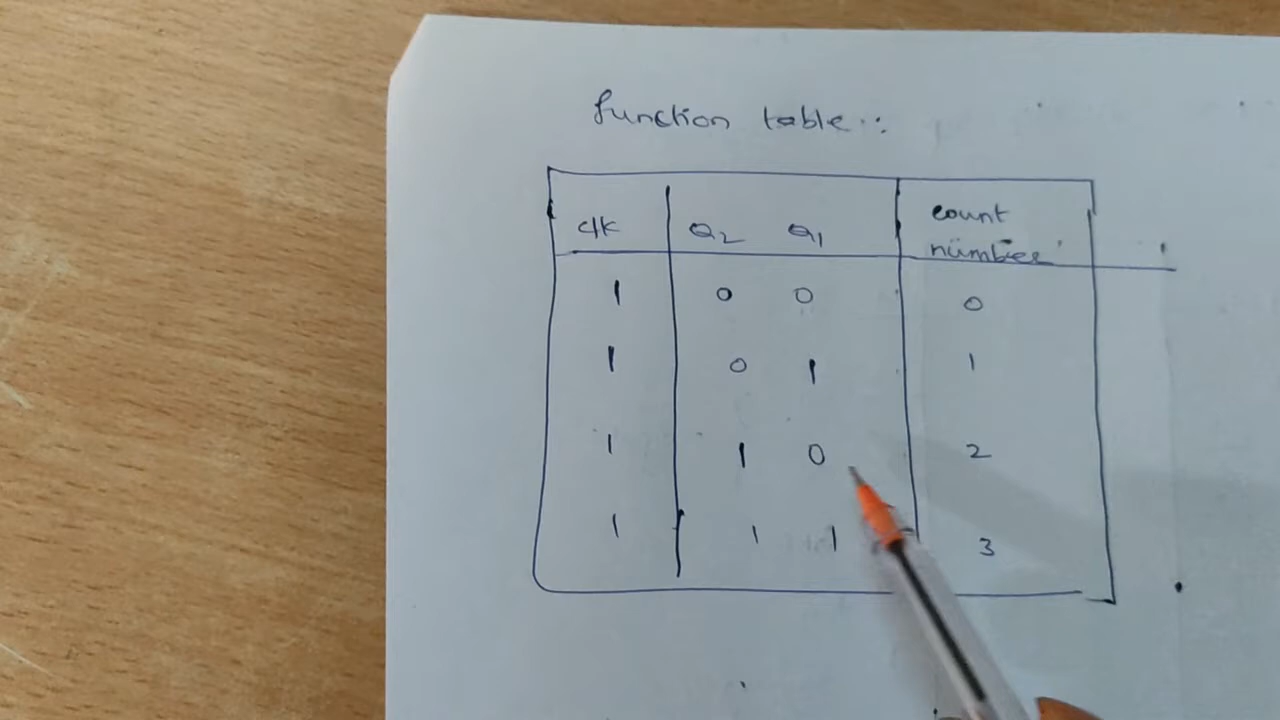 function table :
clk Q2 Q1 count number
1 0 0 0
1 0 1 1
1 1 0 2
1 1 1 3